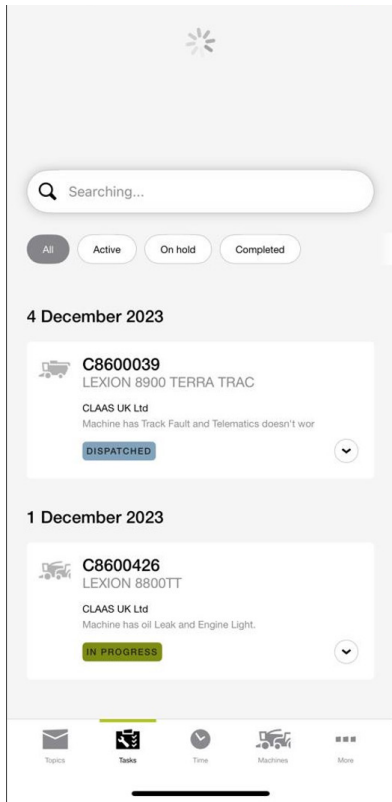 Searching...
All
Active
On hold
Completed
4 December 2023
C8600039
LEXION 8900 TERRA TRAC
CLAAS UK Ltd
Machine has Track Fault and Telematics doesn't wor
DISPATCHED
1 December 2023
C8600426
LEXION 8800TT
CLAAS UK Ltd
Machine has oil Leak and Engine Light.
IN PROGRESS
Topics
Tasks
Time
Machines
More